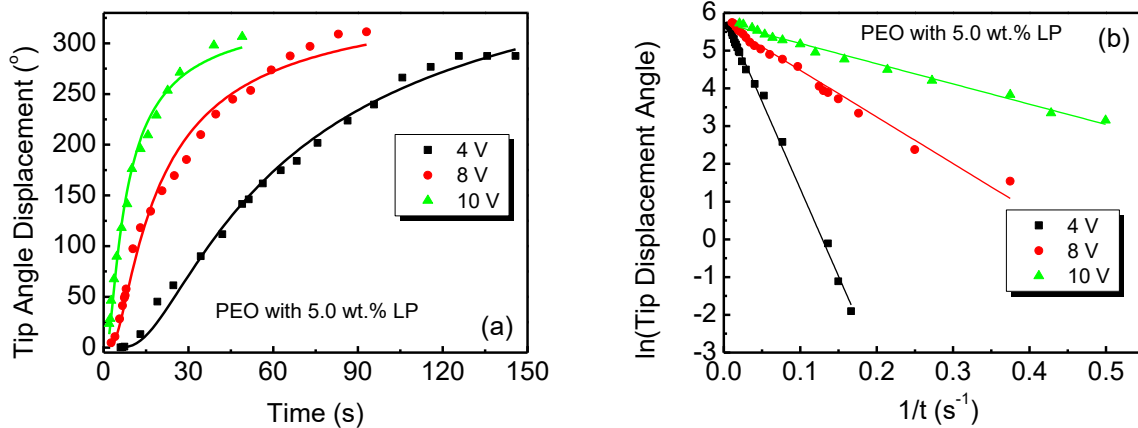 Tip Angle Displacement (°)
300
250
200
150
100
50
0
4 V
8 V
10 V
PEO with 5.0 wt.% LP
(a)
0 30 60 90 120 150
Time (s)
ln(Tip Displacement Angle)
6
5
4
3
2
1
0
-1
-2
-3
PEO with 5.0 wt.% LP
(b)
4 V
8 V
10 V
0.0 0.1 0.2 0.3 0.4 0.5
1/t (s⁻¹)